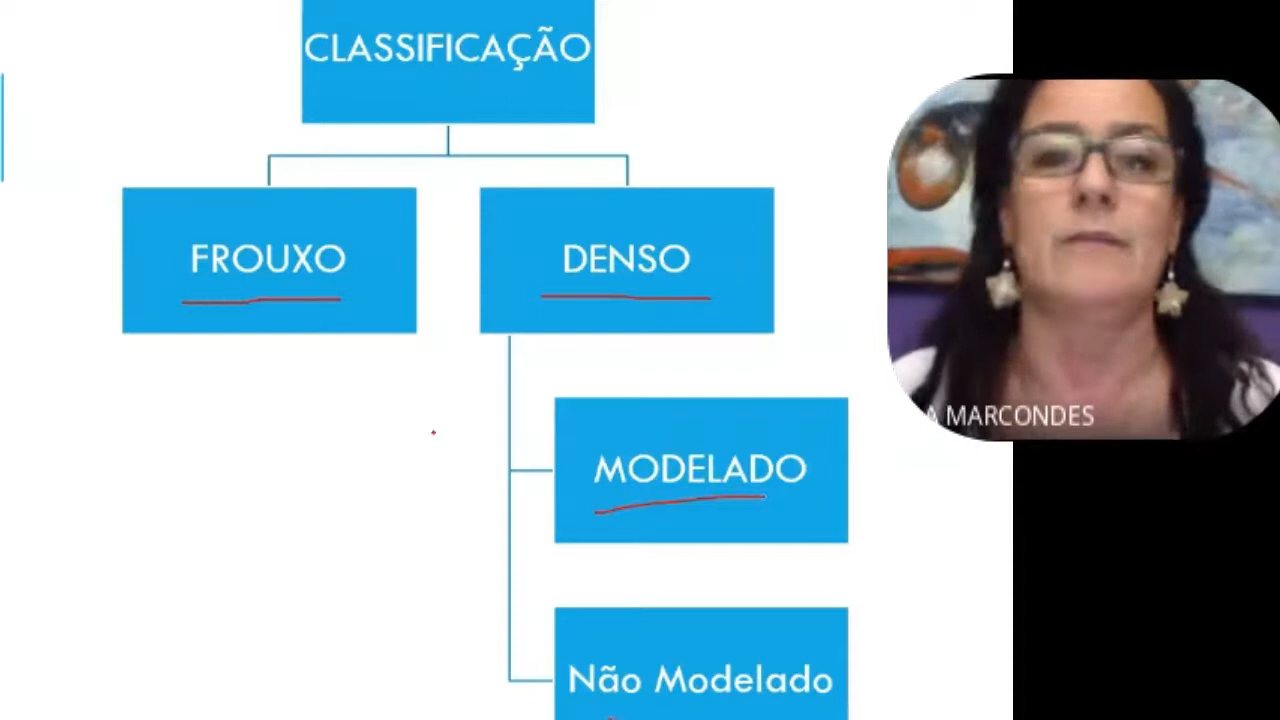 CLASSIFICAÇÃO
FROUXO
DENSO
MODELADO
Não Modelado
A MARCONDES